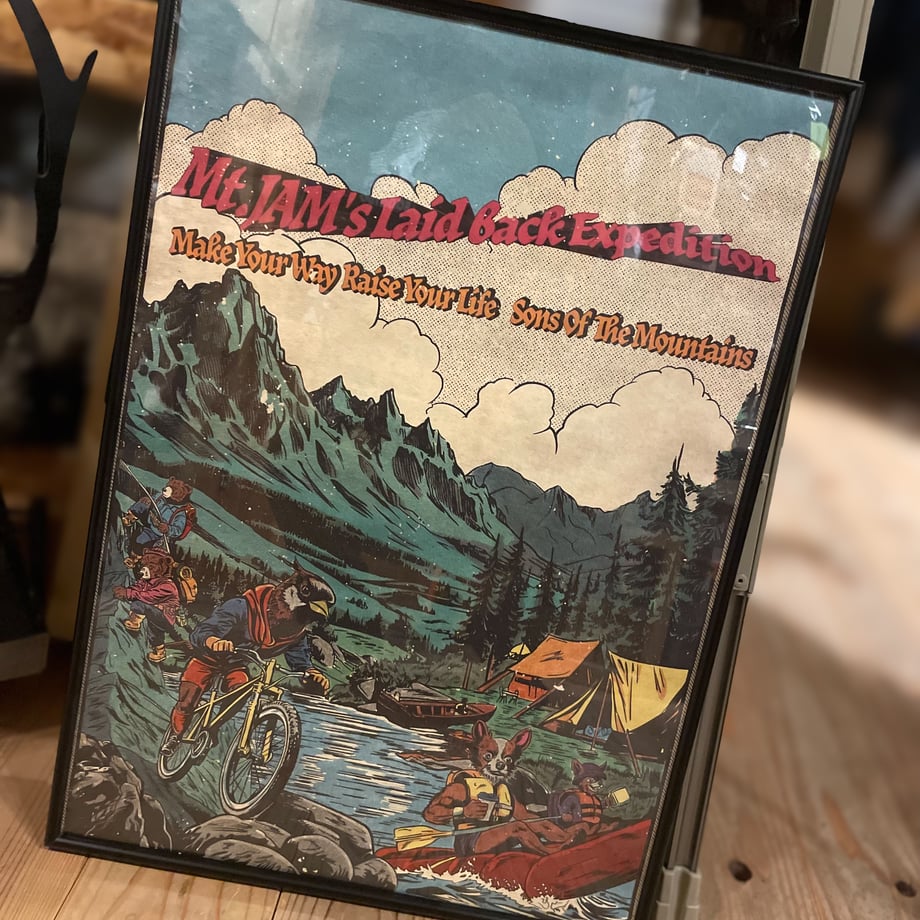 Mt.JAM's Laid back Expedition
Make Your Way Raise Your Life Sons Of The Mountains